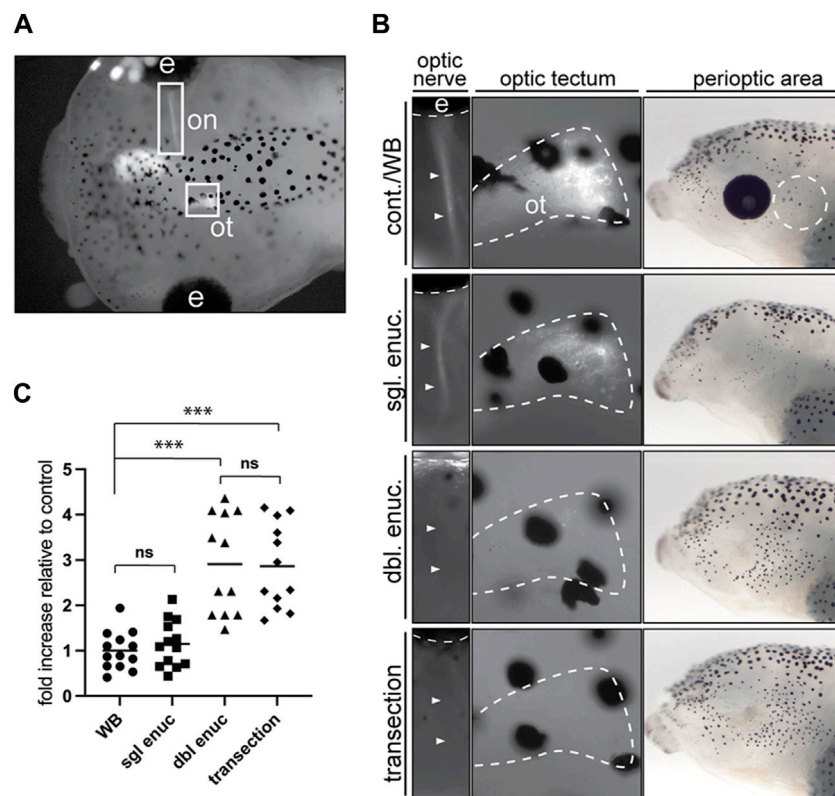 A
e
on
ot
e
B
optic nerve
optic tectum
perioptic area
cont./WB
e
ot
sgl. enuc.
dbl. enuc.
transection
C
***
***
ns
ns
fold increase relative to control
5
4
3
2
1
0
WB
sgl enuc
dbl enuc
transection